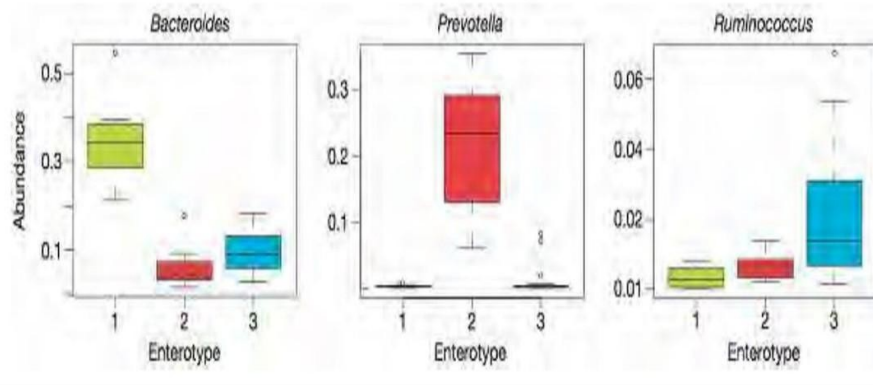 Bacteroides
Prevotella
Ruminococcus
Abundance
0.5
0.3
0.1
0.3
0.2
0.1
0.06
0.04
0.02
0.01
1 2 3
1 2 3
1 2 3
Enterotype
Enterotype
Enterotype